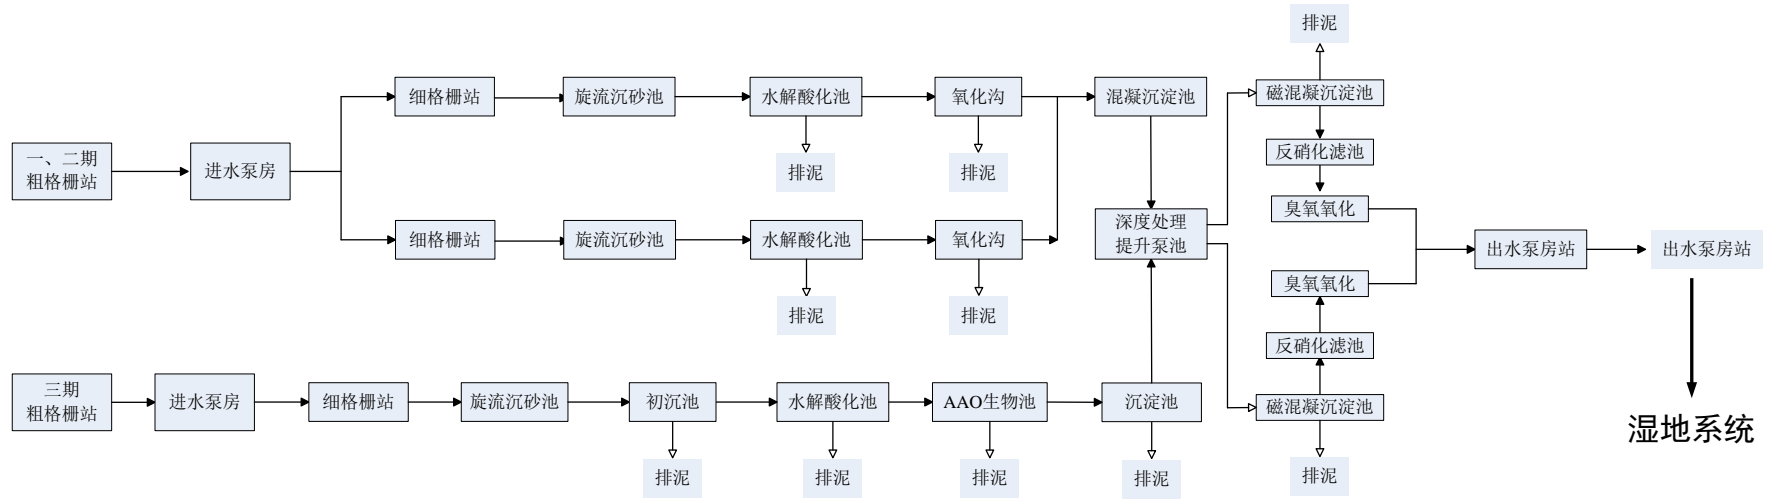 排泥
细格栅站
旋流沉砂池
水解酸化池
氧化沟
混凝沉淀池
磁混凝沉淀池
一、二期
粗格栅站
进水泵房
排泥
排泥
反硝化滤池
臭氧氧化
细格栅站
旋流沉砂池
水解酸化池
氧化沟
深度处理
提升泵池
出水泵房站
出水泵房站
臭氧氧化
排泥
排泥
反硝化滤池
三期
粗格栅站
进水泵房
细格栅站
旋流沉砂池
初沉池
水解酸化池
AAO生物池
沉淀池
磁混凝沉淀池
湿地系统
排泥
排泥
排泥
排泥
排泥